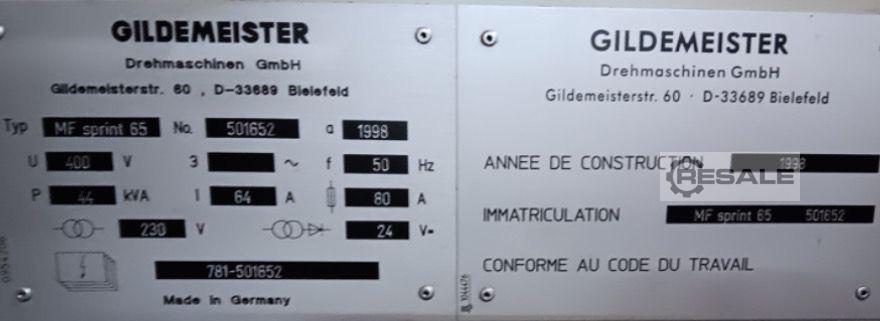 GILDEMEISTER
Drehmaschinen GmbH
Gildemeisterstr. 60 , D-33689 Bielefeld
Typ MF sprint 65 No. 501652 a 1998
U 400 V 3 ~ f 50 Hz
P 44 kVA I 64 A 80 A
230 V 24 V=
781-501652
Made in Germany
GILDEMEISTER
Drehmaschinen GmbH
Gildemeisterstr. 60 · D-33689 Bielefeld
ANNEE DE CONSTRUCTION 1998
RESALE
IMMATRICULATION MF sprint 65 501652
CONFORME AU CODE DU TRAVAIL